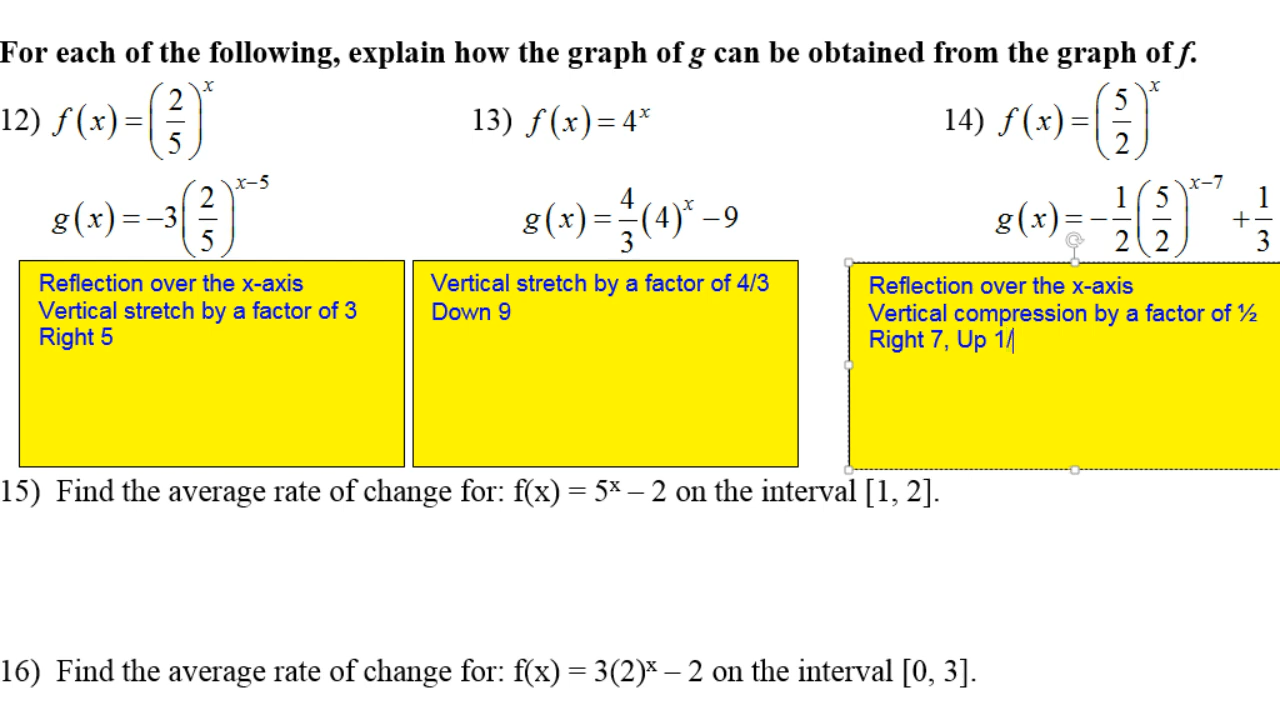 For each of the following, explain how the graph of g can be obtained from the graph of f.
12) f(x)=(2/5)^x
13) f(x)=4^x
14) f(x)=(5/2)^x
g(x)=-3(2/5)^x-5
g(x)=4/3(4)^x-9
g(x)=-1/2(5/2)^x-7+1/3
Reflection over the x-axis
Vertical stretch by a factor of 3
Right 5
Vertical stretch by a factor of 4/3
Down 9
Reflection over the x-axis
Vertical compression by a factor of ½
Right 7, Up 1/
15) Find the average rate of change for: f(x) = 5ˣ – 2 on the interval [1, 2].
16) Find the average rate of change for: f(x) = 3(2)ˣ – 2 on the interval [0, 3].